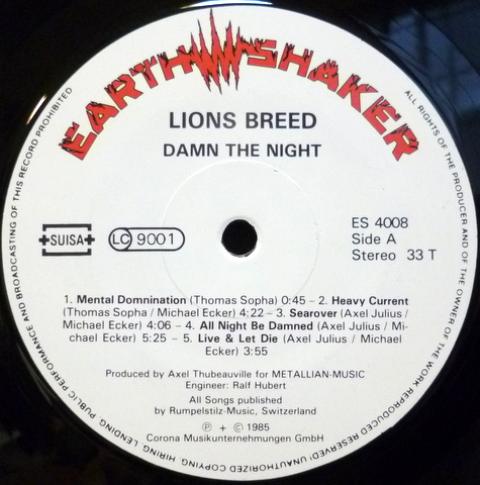 EARTHSHAKER
LIONS BREED
DAMN THE NIGHT
SUISA
LC 9001
ES 4008
Side A
Stereo 33 T
1. Mental Domnination (Thomas Sopha) 0:45 – 2. Heavy Current
(Thomas Sopha / Michael Ecker) 4:22 – 3. Searover (Axel Julius /
Michael Ecker) 4:06 – 4. All Night Be Damned (Axel Julius / Mi-
chael Ecker) 5:25 – 5. Live & Let Die (Axel Julius / Michael
Ecker) 3:55
Produced by Axel Thubeauville for METALLIAN-MUSIC
Engineer: Ralf Hubert
All Songs published
by Rumpelstilz-Music, Switzerland
℗ + © 1985
Corona Musikunternehmungen GmbH
ALL RIGHTS OF THE PRODUCER AND OF THE OWNER OF THE WORK REPRODUCED RESERVED! UNAUTHORIZED COPYING, HIRING, LENDING, PUBLIC PERFORMANCE AND BROADCASTING OF THIS RECORD PROHIBITED